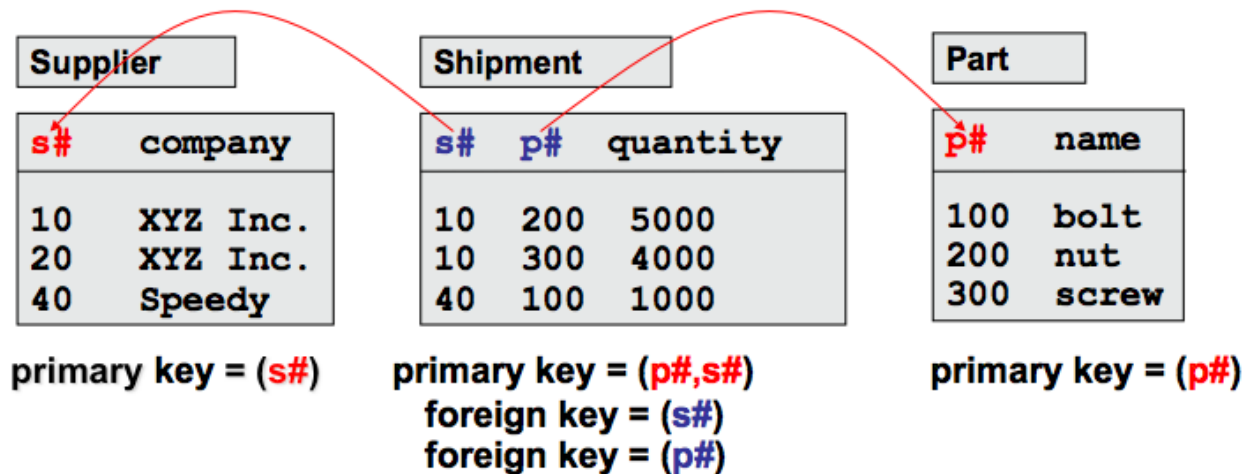 Supplier
s# company
10 XYZ Inc.
20 XYZ Inc.
40 Speedy
primary key = (s#)
Shipment
s# p# quantity
10 200 5000
10 300 4000
40 100 1000
primary key = (p#,s#)
foreign key = (s#)
foreign key = (p#)
Part
p# name
100 bolt
200 nut
300 screw
primary key = (p#)